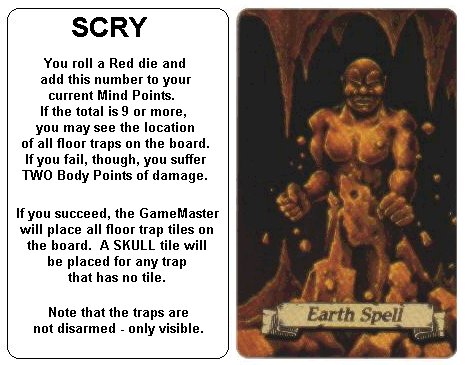 SCRY
You roll a Red die and
add this number to your
current Mind Points.
If the total is 9 or more,
you may see the location
of all floor traps on the board.
If you fail, though, you suffer
TWO Body Points of damage.
If you succeed, the GameMaster
will place all floor trap tiles on
the board. A SKULL tile will
be placed for any trap
that has no tile.
Note that the traps are
not disarmed - only visible.
Earth Spell